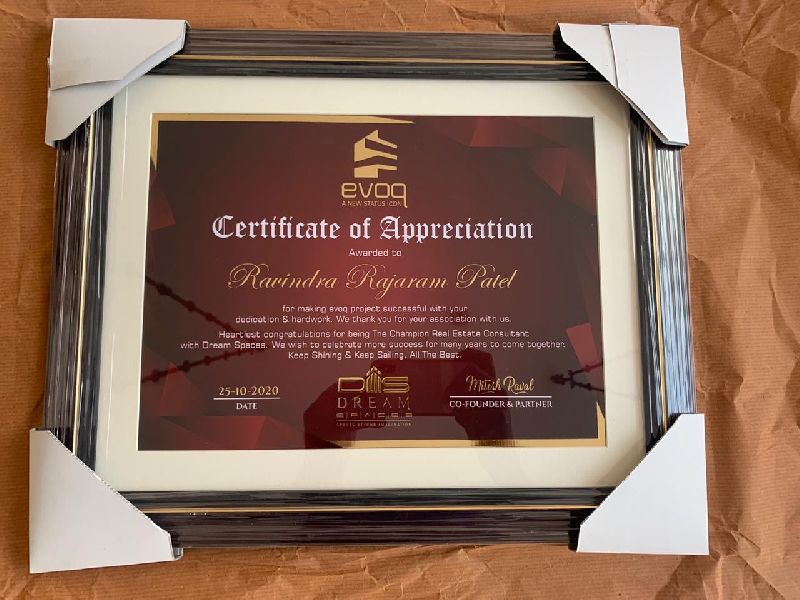 evoq
A NEW STATUS ICON
Certificate of Appreciation
Awarded to
Ravindra Rajaram Patel
for making evoq project successful with your
dedication & hardwork. We thank you for your association with us.
Heartiest congratulations for being The Champion Real Estate Consultant
with Dream Spaces. We wish to celebrate more success for many years to come together.
Keep Shining & Keep Sailing. All The Best.
25-10-2020
DATE
DREAM
SPACES
Mitesh Raval
CO-FOUNDER & PARTNER